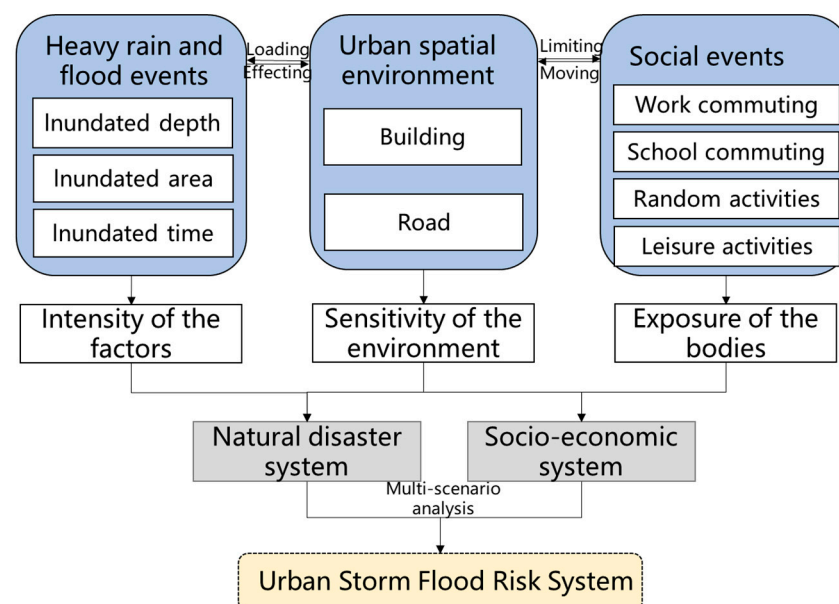 Heavy rain and
flood events
Inundated depth
Inundated area
Inundated time
Loading
Effecting
Urban spatial
environment
Building
Road
Limiting
Moving
Social events
Work commuting
School commuting
Random activities
Leisure activities
Intensity of the
factors
Sensitivity of the
environment
Exposure of the
bodies
Natural disaster
system
Socio-economic
system
Multi-scenario
analysis
Urban Storm Flood Risk System